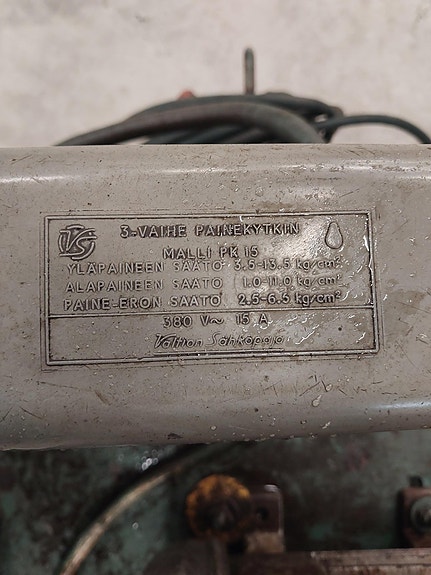 VS
3-VAIHE PAINEKYTKIN
MALLI PK 15
YLÄPAINEEN SÄÄTÖ 3.5-13.5 kg/cm²
ALAPAINEEN SÄÄTÖ 1.0-11.0 kg/cm²
PAINE-ERON SÄÄTÖ 2.5-6.5 kg/cm²
380 V~ 15 A
Valtion Sähköpaja